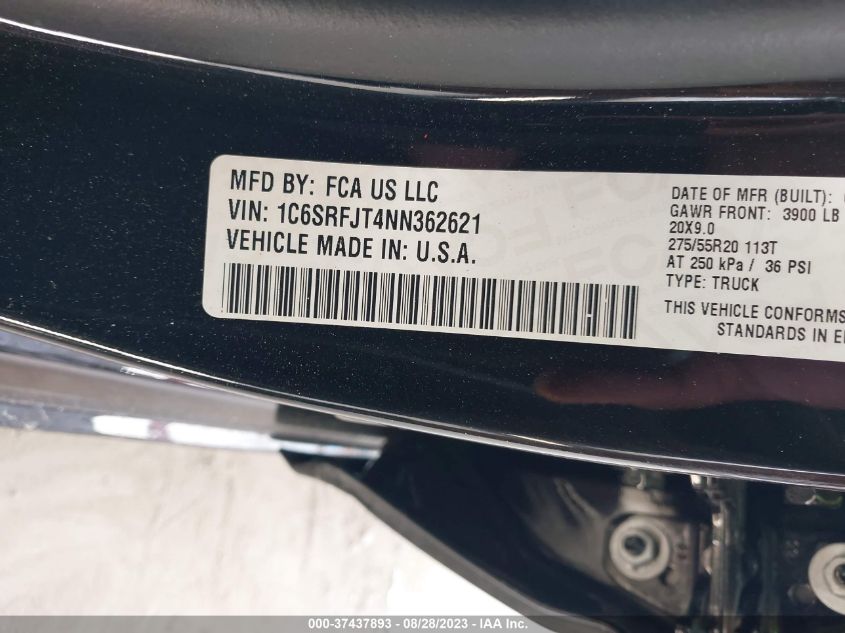 MFD BY: FCA US LLC
VIN: 1C6SRFJT4NN362621
VEHICLE MADE IN: U.S.A.
DATE OF MFR (BUILT):
GAWR FRONT: 3900 LB
20X9.0
275/55R20 113T
AT 250 kPa / 36 PSI
TYPE: TRUCK
THIS VEHICLE CONFORMS
STANDARDS IN
000-37437893 - 08/28/2023 - IAA Inc.